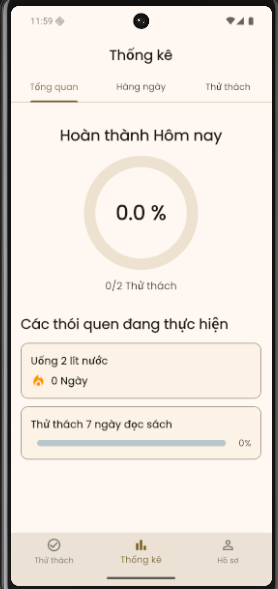 11:59
Thống kê
Tổng quan Hàng ngày Thử thách
Hoàn thành Hôm nay
0.0 %
0/2 Thử thách
Các thói quen đang thực hiện
Uống 2 lít nước
0 Ngày
Thử thách 7 ngày đọc sách
0%
Thử thách Thống kê Hồ sơ